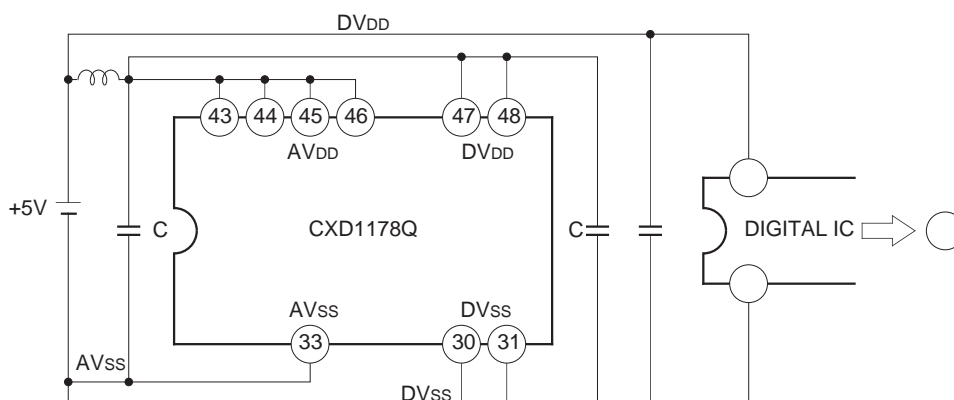 DVDD
43 44 45 46 47 48
AVDD DVDD
+5V
C CXD1178Q C DIGITAL IC
AVSS DVSS
33 30 31
AVSS
DVSS